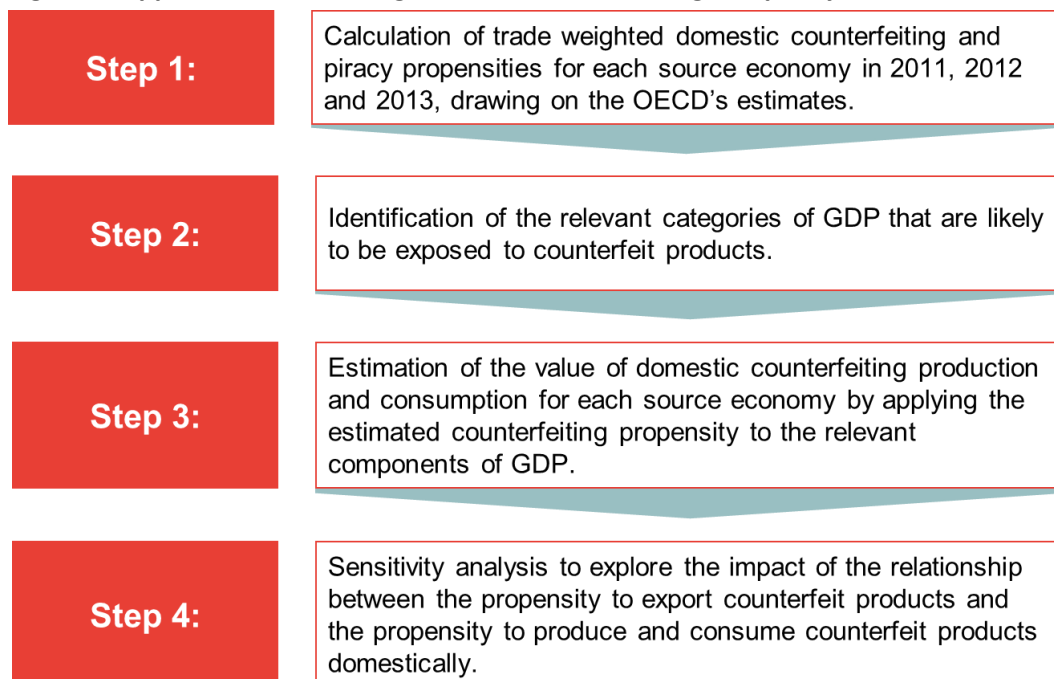 Step 1:
Calculation of trade weighted domestic counterfeiting and
piracy propensities for each source economy in 2011, 2012
and 2013, drawing on the OECD's estimates.
Step 2:
Identification of the relevant categories of GDP that are likely
to be exposed to counterfeit products.
Step 3:
Estimation of the value of domestic counterfeiting production
and consumption for each source economy by applying the
estimated counterfeiting propensity to the relevant
components of GDP.
Step 4:
Sensitivity analysis to explore the impact of the relationship
between the propensity to export counterfeit products and
the propensity to produce and consume counterfeit products
domestically.